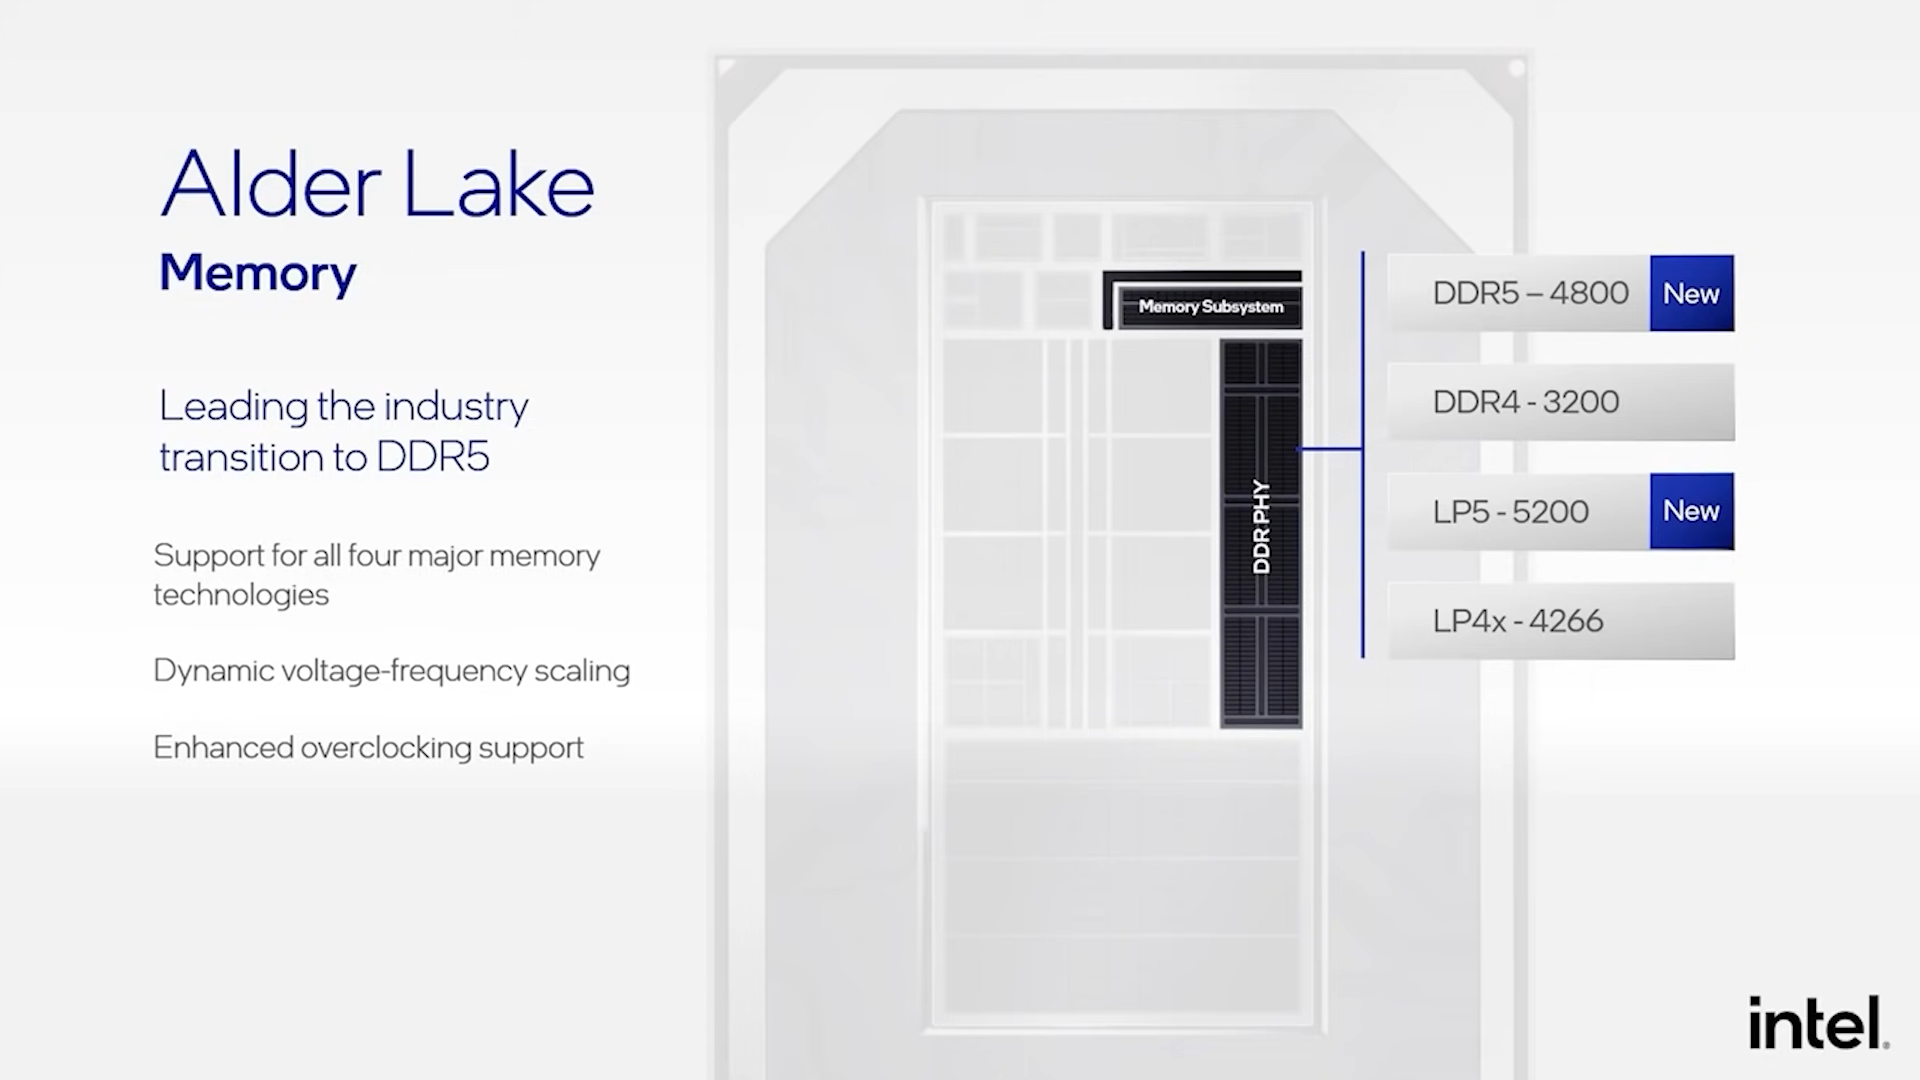 Alder Lake
Memory
Leading the industry
transition to DDR5
Support for all four major memory
technologies
Dynamic voltage-frequency scaling
Enhanced overclocking support
Memory Subsystem
DDR PHY
DDR5 – 4800 New
DDR4 - 3200
LP5 - 5200 New
LP4x - 4266
intel.